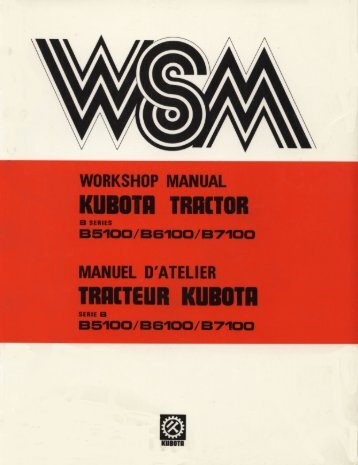 WSM
WORKSHOP MANUAL
KUBOTA TRACTOR
B SERIES
B5100/B6100/B7100
MANUEL D'ATELIER
TRACTEUR KUBOTA
SERIE B
B5100/B6100/B7100
KUBOTA